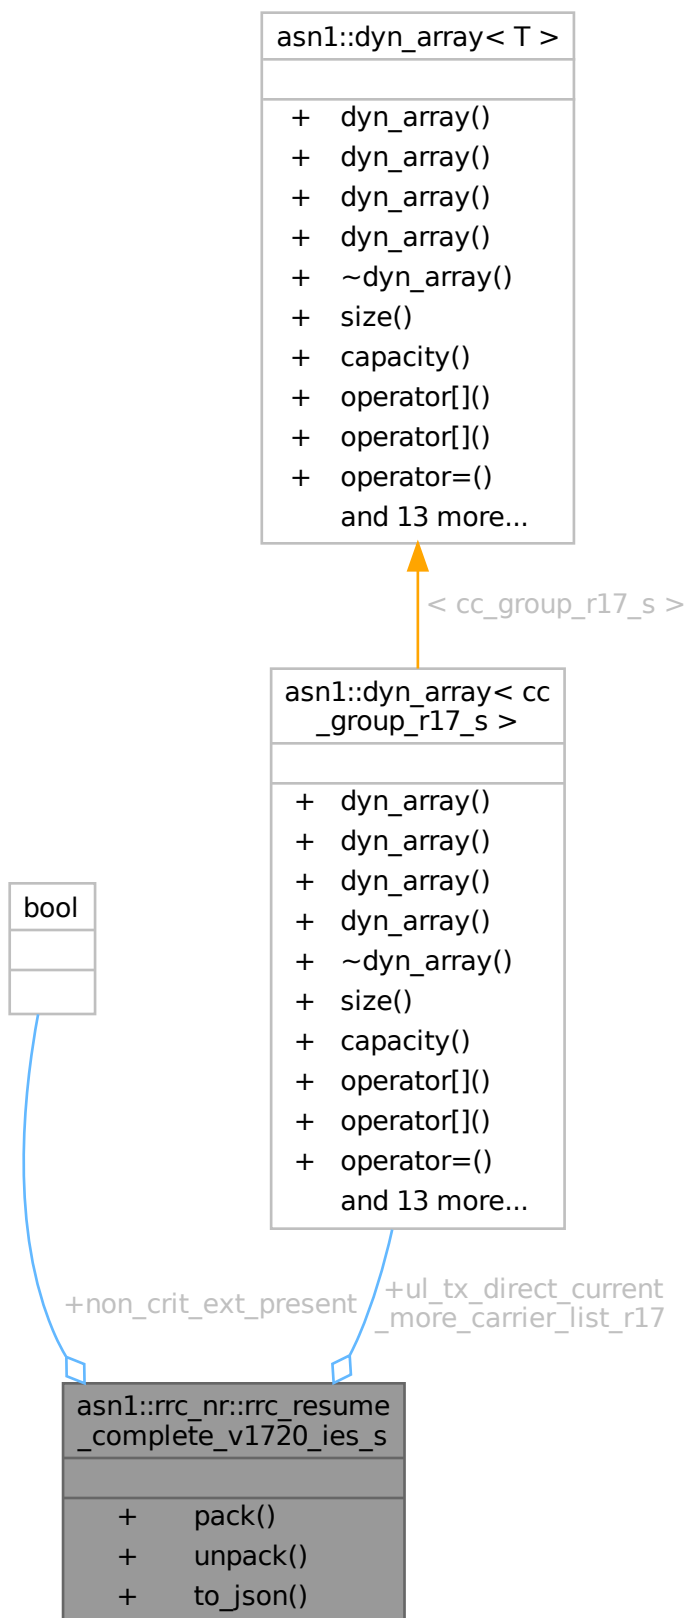 asn1::dyn_array< T >
+ dyn_array()
+ dyn_array()
+ dyn_array()
+ dyn_array()
+ ~dyn_array()
+ size()
+ capacity()
+ operator[]()
+ operator[]()
+ operator=()
and 13 more...
< cc_group_r17_s >
asn1::dyn_array< cc
_group_r17_s >
+ dyn_array()
+ dyn_array()
+ dyn_array()
+ dyn_array()
+ ~dyn_array()
+ size()
+ capacity()
+ operator[]()
+ operator[]()
+ operator=()
and 13 more...
bool
+non_crit_ext_present
+ul_tx_direct_current
_more_carrier_list_r17
asn1::rrc_nr::rrc_resume
_complete_v1720_ies_s
+ pack()
+ unpack()
+ to_json()